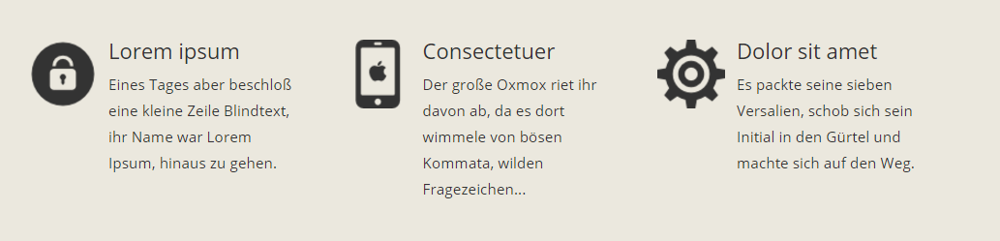 Lorem ipsum
Eines Tages aber beschloß
eine kleine Zeile Blindtext,
ihr Name war Lorem
Ipsum, hinaus zu gehen.
Consectetuer
Der große Oxmox riet ihr
davon ab, da es dort
wimmele von bösen
Kommata, wilden
Fragezeichen...
Dolor sit amet
Es packte seine sieben
Versalien, schob sich sein
Initial in den Gürtel und
machte sich auf den Weg.